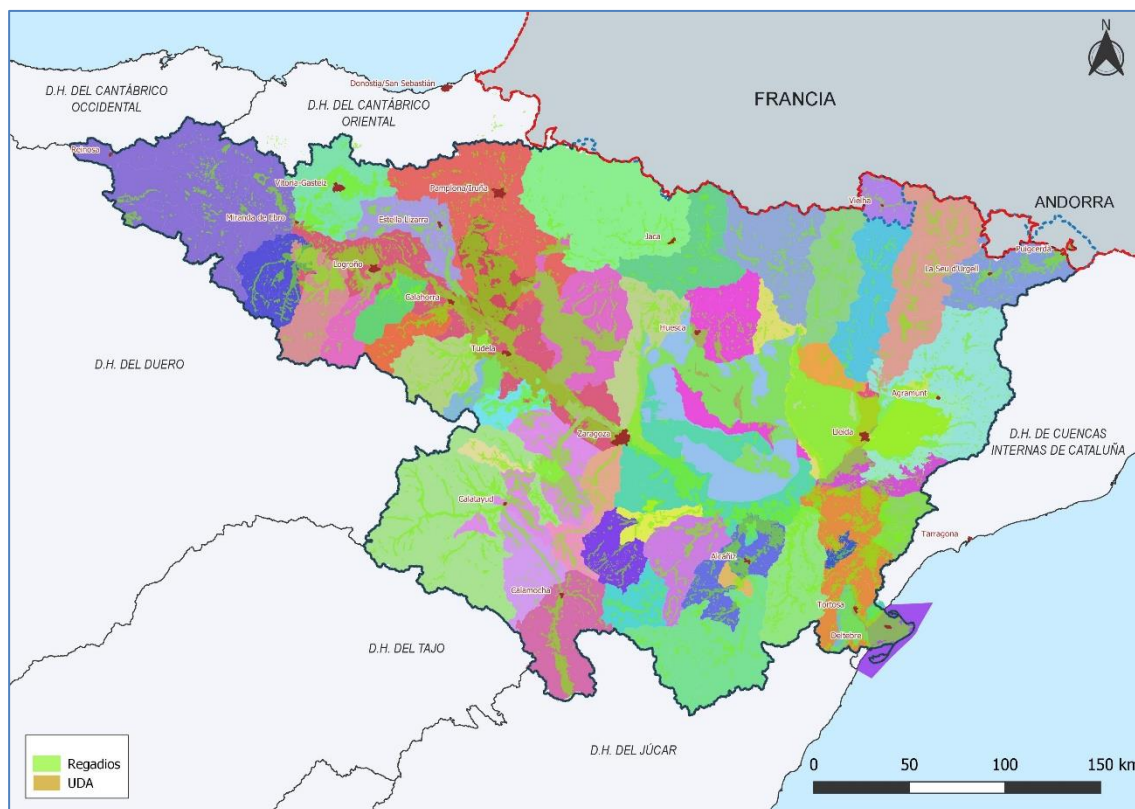 N
D.H. DEL CANTÁBRICO
OCCIDENTAL
Donostia/San Sebastián
D.H. DEL CANTÁBRICO
ORIENTAL
FRANCIA
Reinosa
Vitoria-Gasteiz
Pamplona/Iruña
Vielha
ANDORRA
Miranda de Ebro
Estella-Lizarra
Jaca
Puigcerdà
La Seu d'Urgell
Logroño
Calahorra
Huesca
Tudela
D.H. DEL DUERO
Agramunt
Zaragoza
Lleida
D.H. DE CUENCAS
INTERNAS DE CATALUÑA
Calatayud
Tarragona
Alcañiz
Calamocha
Tortosa
Deltebre
D.H. DEL TAJO
D.H. DEL JÚCAR
Regadios
UDA
0 50 100 150 km